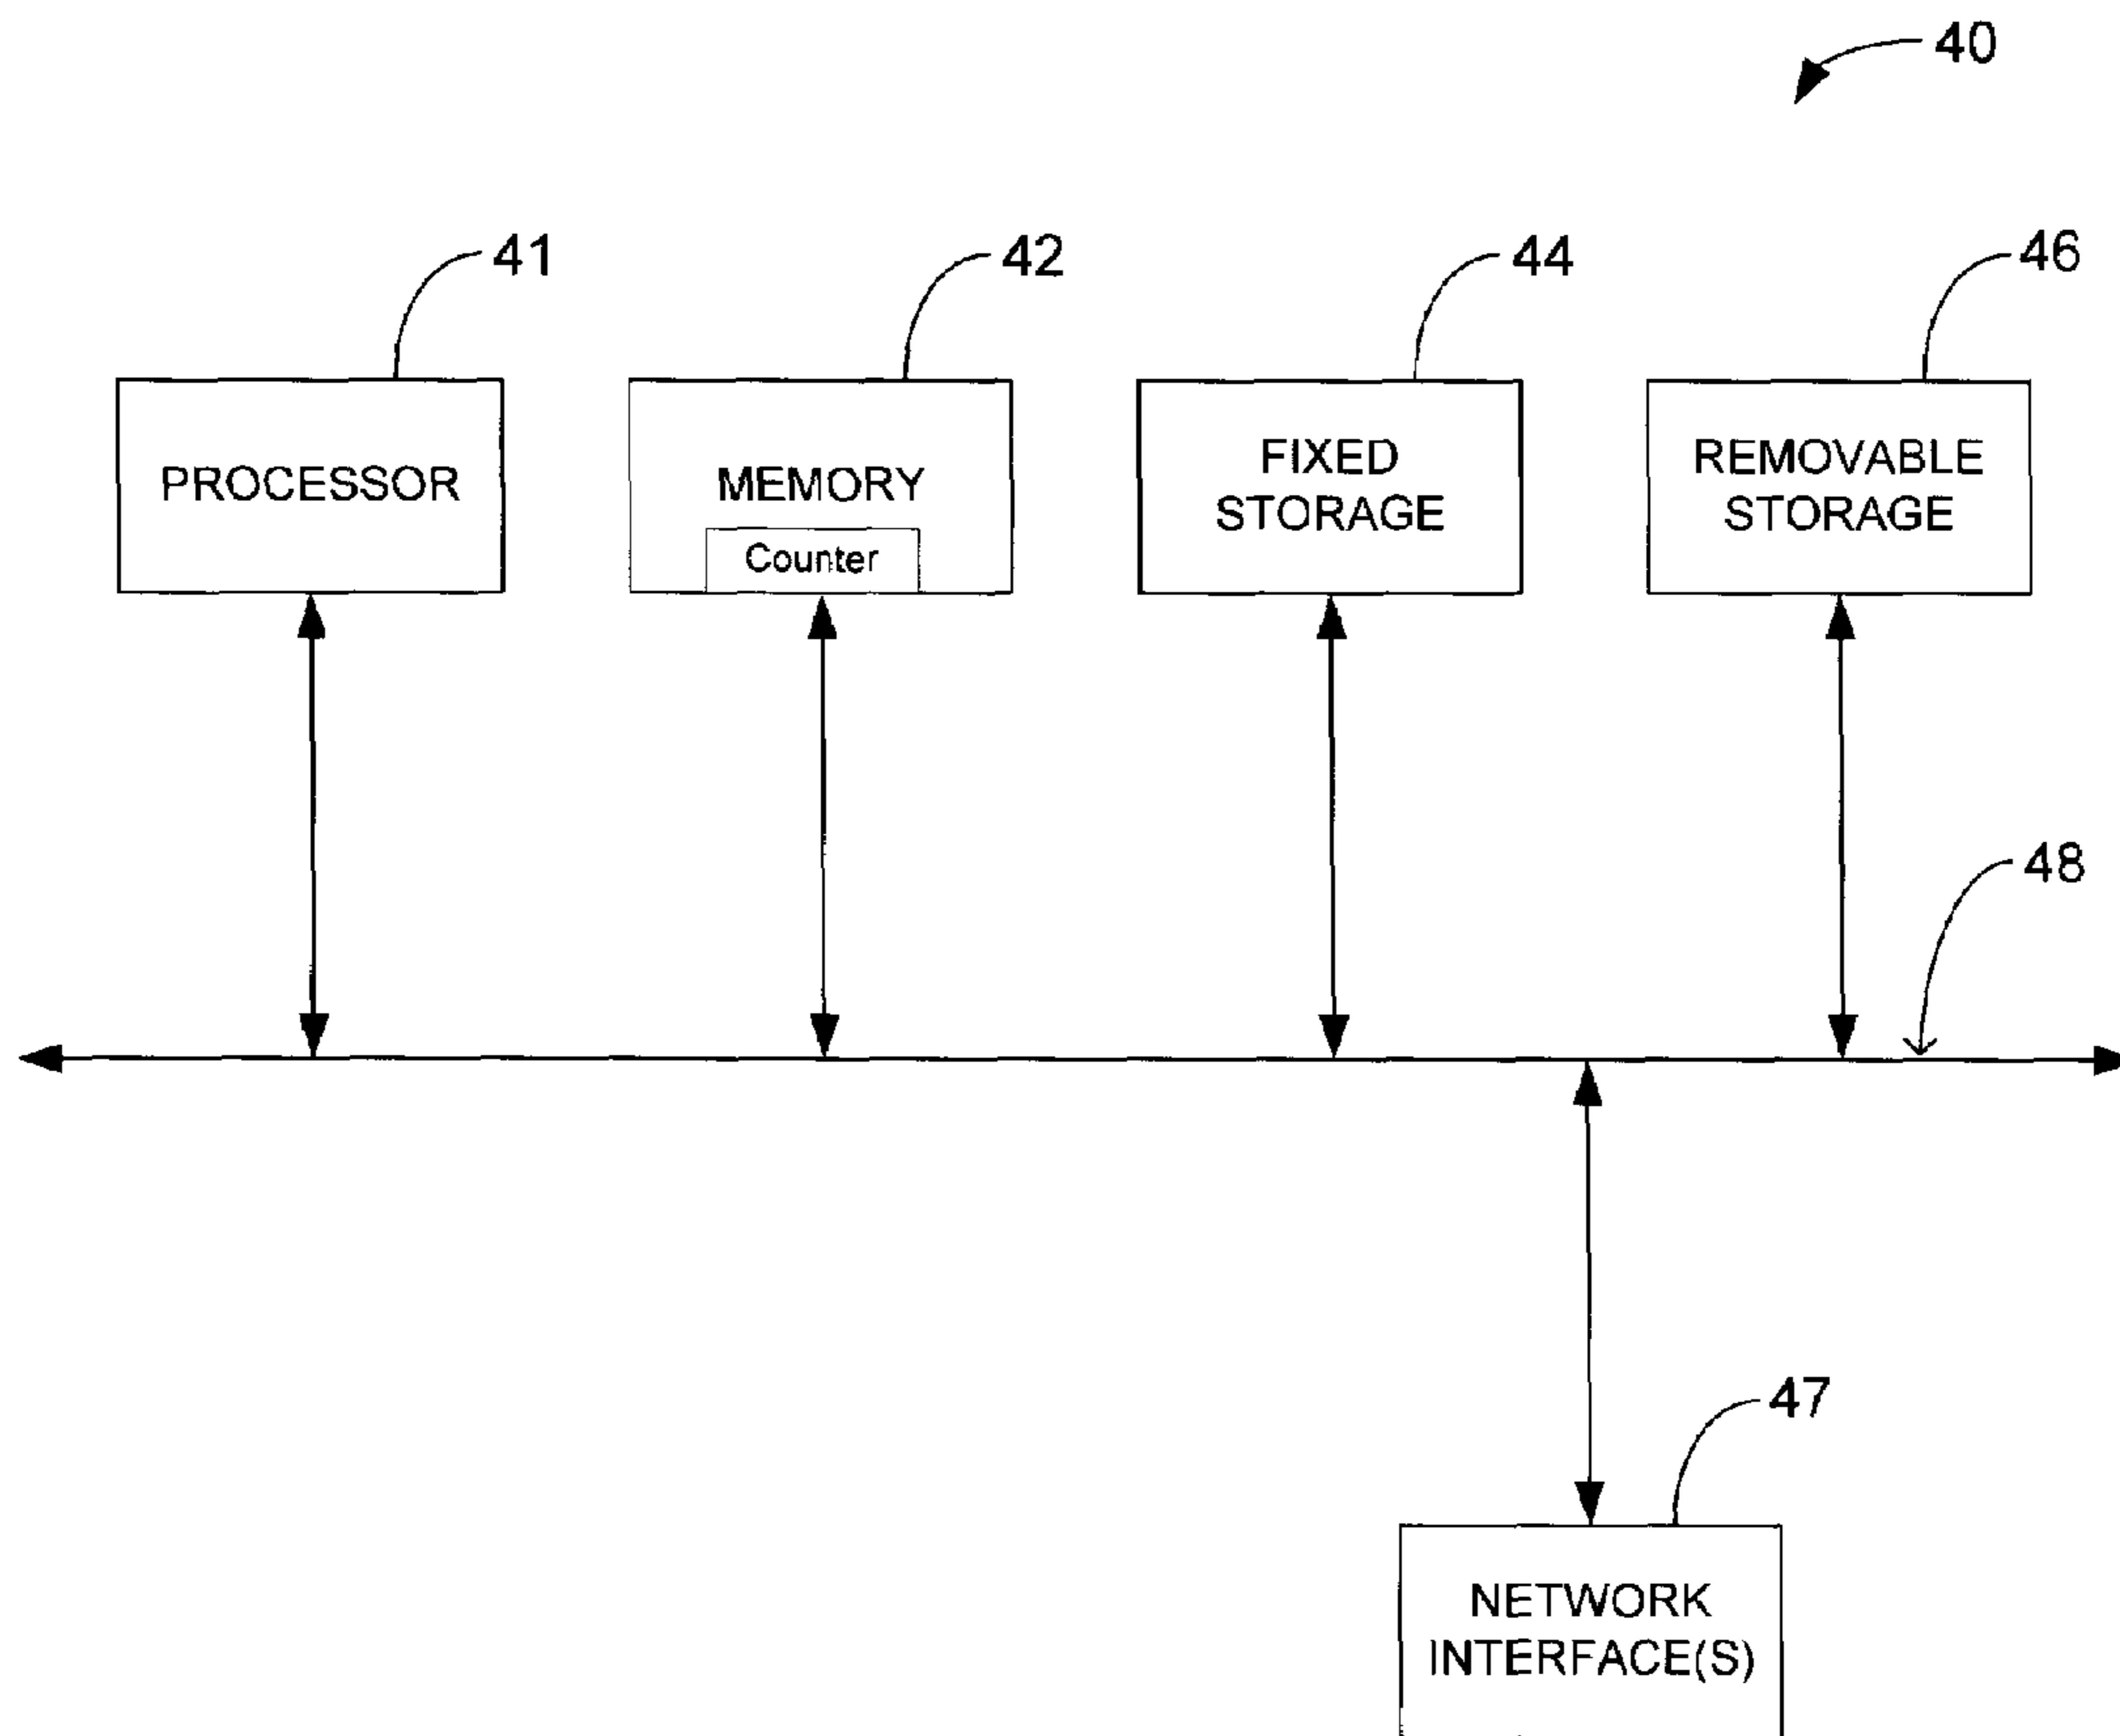 40
41
42
44
46
PROCESSOR
MEMORY
Counter
FIXED
STORAGE
REMOVABLE
STORAGE
48
47
NETWORK
INTERFACE(S)